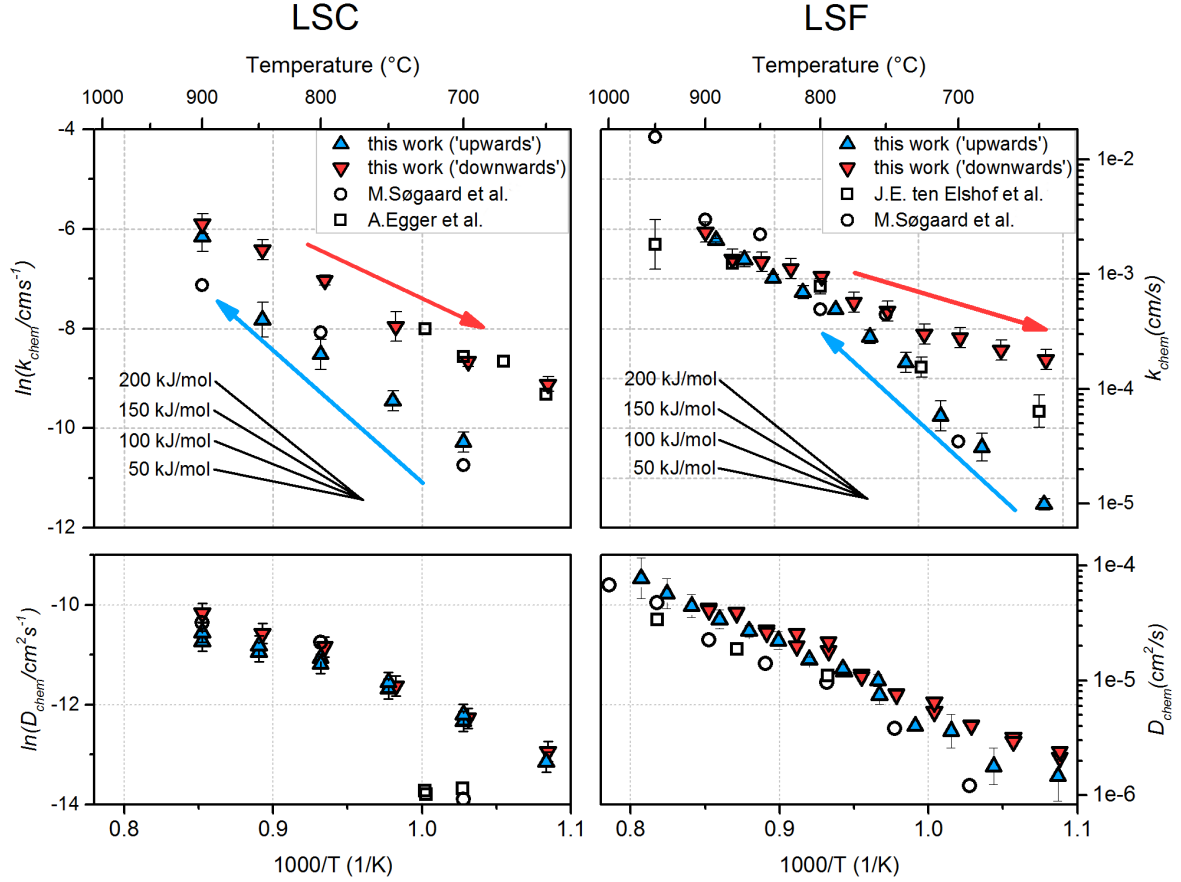 LSC
LSF
Temperature (°C)
Temperature (°C)
1000
900
800
700
1000
900
800
700
-4
-6
-8
-10
-12
ln(k_chem/cms⁻¹)
this work ('upwards')
this work ('downwards')
M.Søgaard et al.
A.Egger et al.
200 kJ/mol
150 kJ/mol
100 kJ/mol
50 kJ/mol
this work ('upwards')
this work ('downwards')
J.E. ten Elshof et al.
M.Søgaard et al.
200 kJ/mol
150 kJ/mol
100 kJ/mol
50 kJ/mol
1e-2
1e-3
1e-4
1e-5
k_chem(cm/s)
-10
-12
-14
ln(D_chem/cm²s⁻¹)
1e-4
1e-5
1e-6
D_chem(cm²/s)
0.8
0.9
1.0
1.1
0.8
0.9
1.0
1.1
1000/T (1/K)
1000/T (1/K)